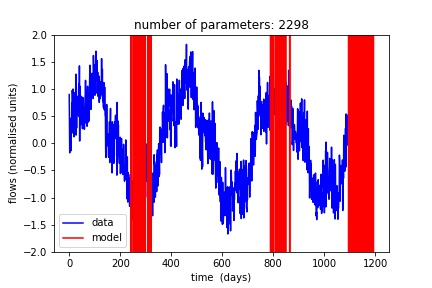 number of parameters: 2298
flows (normalised units)
2.0
1.5
1.0
0.5
0.0
−0.5
−1.0
−1.5
−2.0
data
model
0 200 400 600 800 1000 1200
time (days)